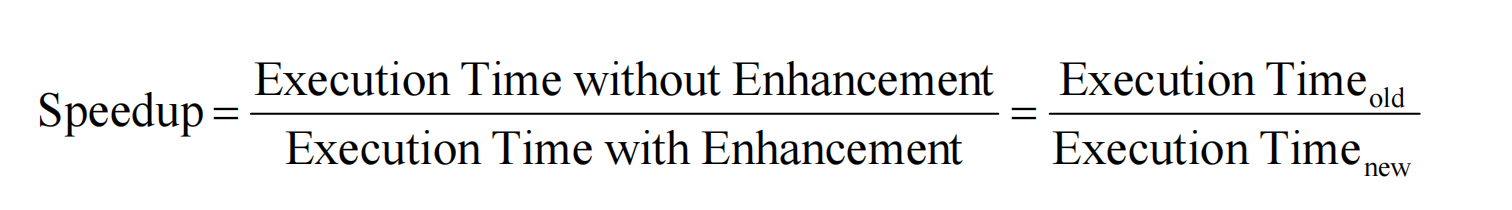 Speedup = Execution Time without Enhancement / Execution Time with Enhancement = Execution Time_old / Execution Time_new